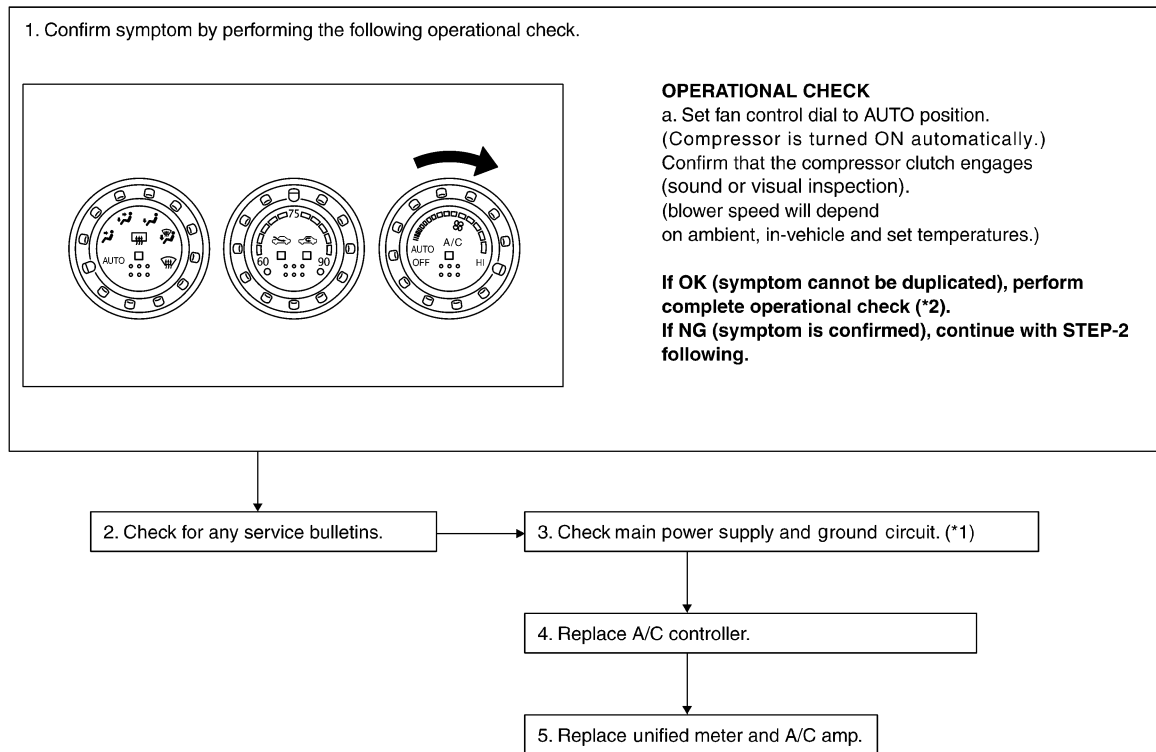 1. Confirm symptom by performing the following operational check.
OPERATIONAL CHECK
a. Set fan control dial to AUTO position.
(Compressor is turned ON automatically.)
Confirm that the compressor clutch engages
(sound or visual inspection).
(blower speed will depend
on ambient, in-vehicle and set temperatures.)
If OK (symptom cannot be duplicated), perform
complete operational check (*2).
If NG (symptom is confirmed), continue with STEP-2
following.
AUTO
75
60
90
A/C
AUTO
OFF
HI
2. Check for any service bulletins.
3. Check main power supply and ground circuit. (*1)
4. Replace A/C controller.
5. Replace unified meter and A/C amp.